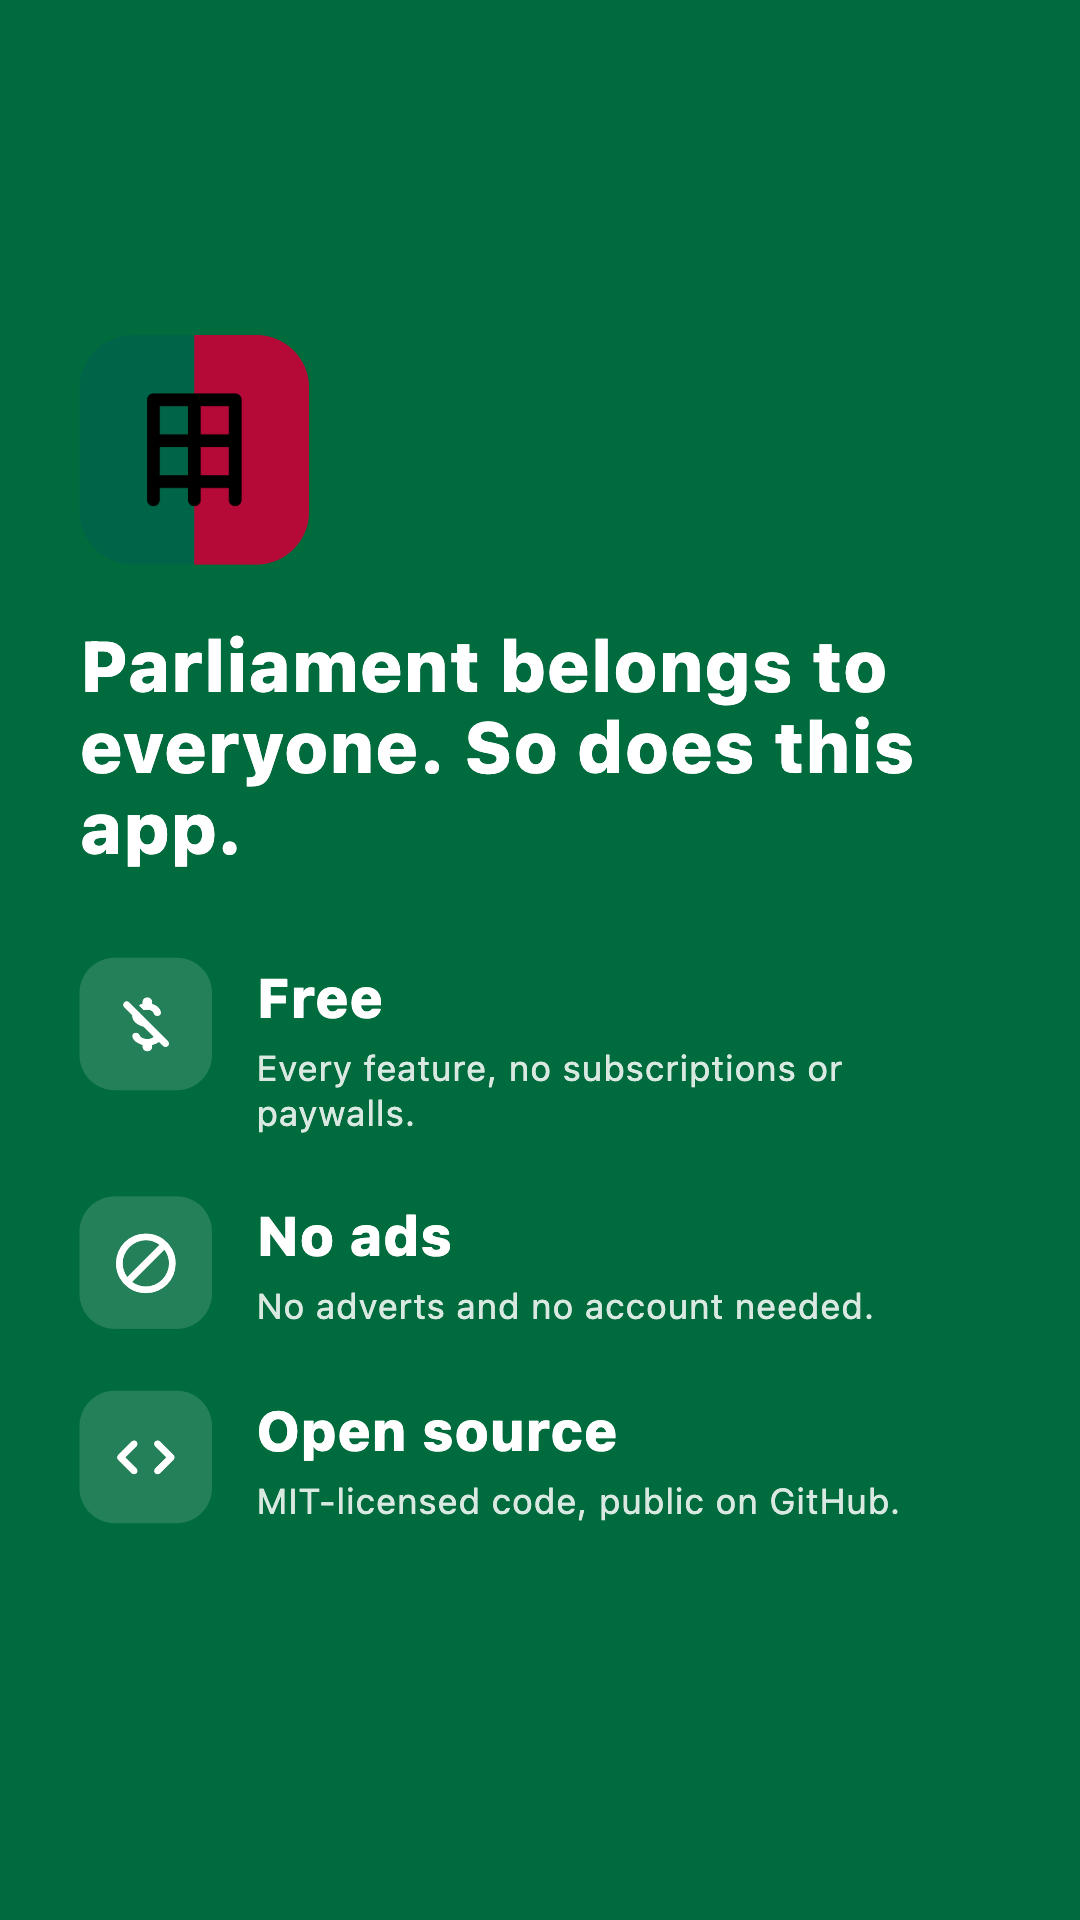 Parliament belongs to
everyone. So does this
app.
Free
Every feature, no subscriptions or
paywalls.
No ads
No adverts and no account needed.
Open source
MIT-licensed code, public on GitHub.